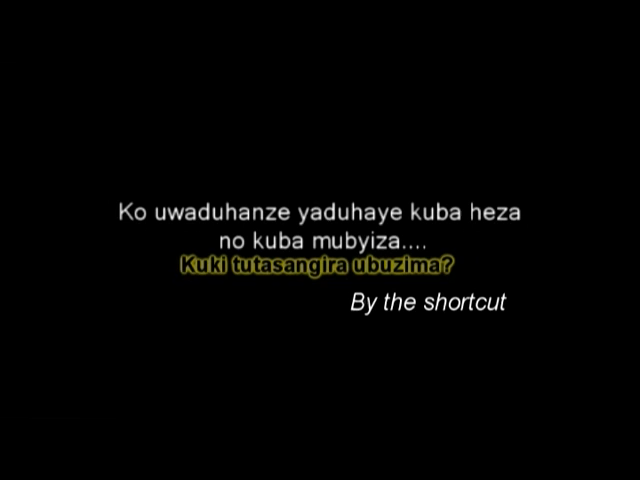 Ko uwaduhanze yaduhaye kuba heza
no kuba mubyiza....
Kuki tutasangira ubuzima?
By the shortcut